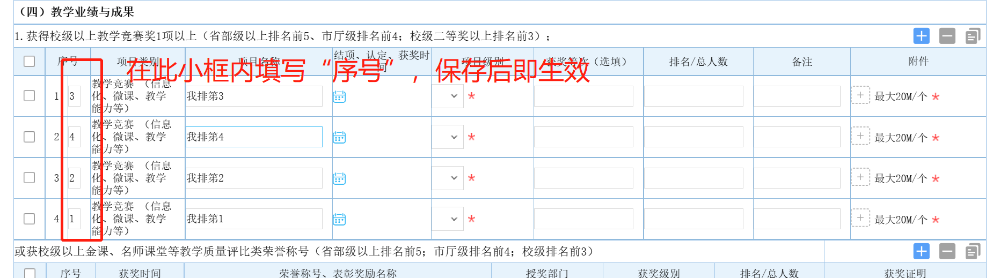 （四）教学业绩与成果
1.获得校级以上教学竞赛奖1项以上（省部级以上排名前5、市厅级排名前4；校级二等奖以上排名前3）；
序号 项目类别 项目名称 结项、认定、获奖时间 项目级别 获奖等次（选填） 排名/总人数 备注 附件
在此小框内填写“序号”，保存后即生效
1 3 教学竞赛 （信息化、微课、教学能力等） 我排第3 * 最大20M/个 *
2 4 教学竞赛 （信息化、微课、教学能力等） 我排第4 * 最大20M/个 *
3 2 教学竞赛 （信息化、微课、教学能力等） 我排第2 * 最大20M/个 *
4 1 教学竞赛 （信息化、微课、教学能力等） 我排第1 * 最大20M/个 *
或获校级以上金课、名师课堂等教学质量评比类荣誉称号（省部级以上排名前5；市厅级排名前4；校级排名前3）
序号 获奖时间 荣誉称号、表彰奖励名称 授奖部门 获奖级别 排名/总人数 获奖证明